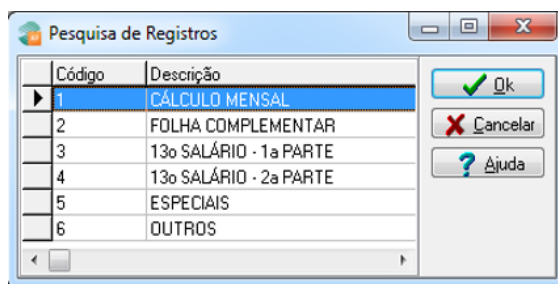 Pesquisa de Registros
Código Descrição
1 CÁLCULO MENSAL
2 FOLHA COMPLEMENTAR
3 13o SALÁRIO - 1a PARTE
4 13o SALÁRIO - 2a PARTE
5 ESPECIAIS
6 OUTROS
Ok
Cancelar
Ajuda